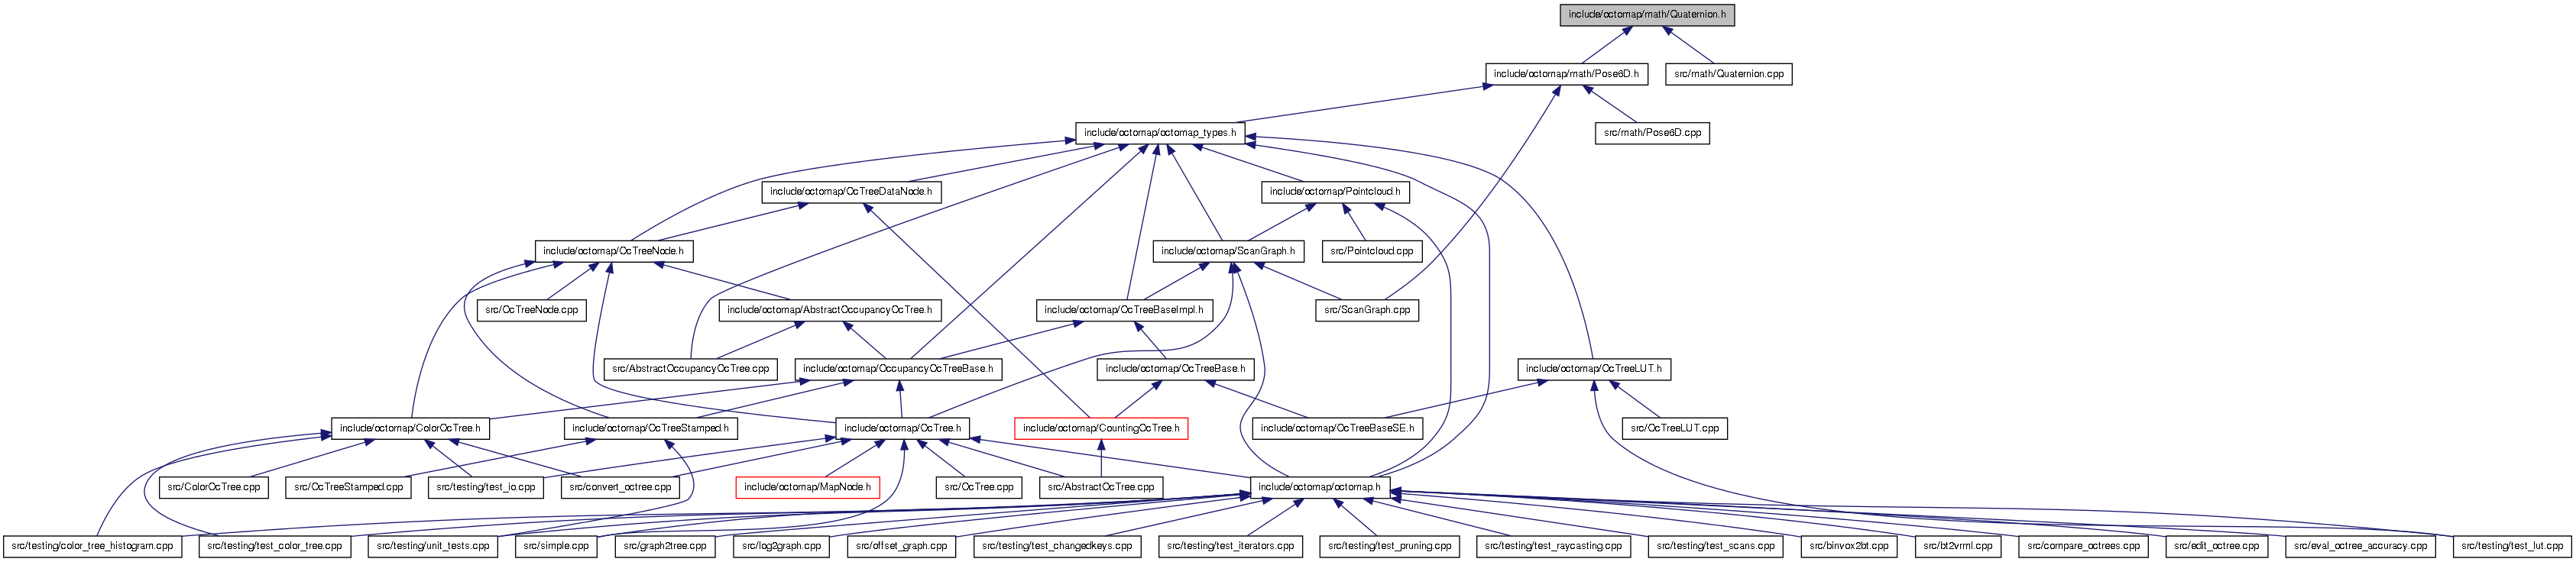 include/octomap/math/Quaternion.h
include/octomap/math/Pose6D.h
src/math/Quaternion.cpp
include/octomap/octomap_types.h
src/math/Pose6D.cpp
include/octomap/OcTreeDataNode.h
include/octomap/Pointcloud.h
include/octomap/OcTreeNode.h
include/octomap/ScanGraph.h
src/Pointcloud.cpp
src/OcTreeNode.cpp
include/octomap/AbstractOccupancyOcTree.h
include/octomap/OcTreeBaseImpl.h
src/ScanGraph.cpp
src/AbstractOccupancyOcTree.cpp
include/octomap/OccupancyOcTreeBase.h
include/octomap/OcTreeBase.h
include/octomap/OcTreeLUT.h
include/octomap/ColorOcTree.h
include/octomap/OcTreeStamped.h
include/octomap/OcTree.h
include/octomap/CountingOcTree.h
include/octomap/OcTreeBaseSE.h
src/OcTreeLUT.cpp
src/ColorOcTree.cpp
src/OcTreeStamped.cpp
src/testing/test_io.cpp
src/convert_octree.cpp
include/octomap/MapNode.h
src/OcTree.cpp
src/AbstractOcTree.cpp
include/octomap/octomap.h
src/testing/color_tree_histogram.cpp
src/testing/test_color_tree.cpp
src/testing/unit_tests.cpp
src/simple.cpp
src/graph2tree.cpp
src/log2graph.cpp
src/offset_graph.cpp
src/testing/test_changedkeys.cpp
src/testing/test_iterators.cpp
src/testing/test_pruning.cpp
src/testing/test_raycasting.cpp
src/testing/test_scans.cpp
src/binvox2bt.cpp
src/bt2vrml.cpp
src/compare_octrees.cpp
src/edit_octree.cpp
src/eval_octree_accuracy.cpp
src/testing/test_lut.cpp